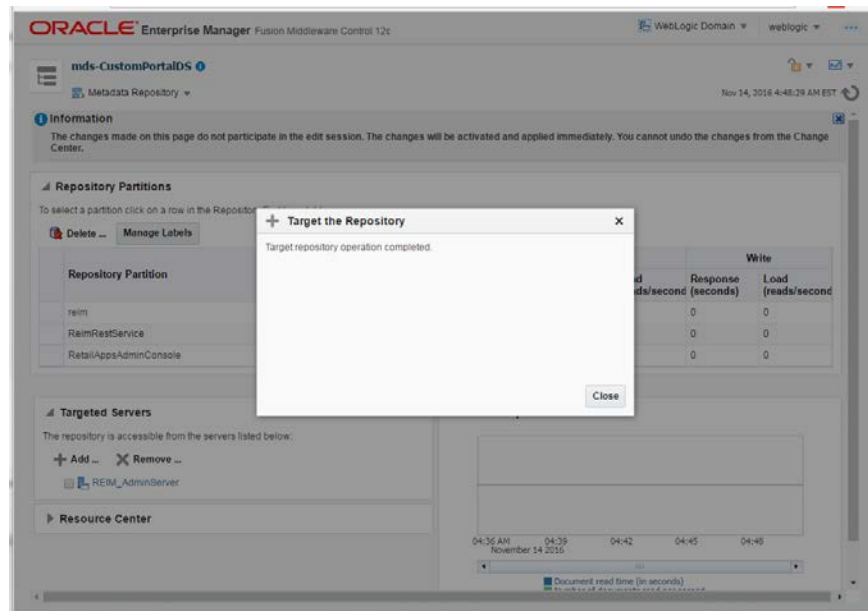 ORACLE Enterprise Manager Fusion Middleware Control 12c
WebLogic Domain
weblogic
mds-CustomPortalDS
Metadata Repository
Nov 14, 2016 4:48:29 AM EST
Information
The changes made on this page do not participate in the edit session. The changes will be activated and applied immediately. You cannot undo the changes from the Change
Center.
Repository Partitions
To select a partition click on a row in the
Delete ... Manage Labels
Target the Repository
Target repository operation completed.
Close
Repository Partition
Write
Response
(seconds)
Load
(reads/second
reim 0 0
ReimRestService 0 0
RetailAppsAdminConsole 0 0
Targeted Servers
The repository is accessible from the servers listed below:
Add ... Remove ...
REIM_AdminServer
Resource Center
04:36 AM 04:39 04:42 04:45 04:48
November 14 2016
Document read time (in seconds)